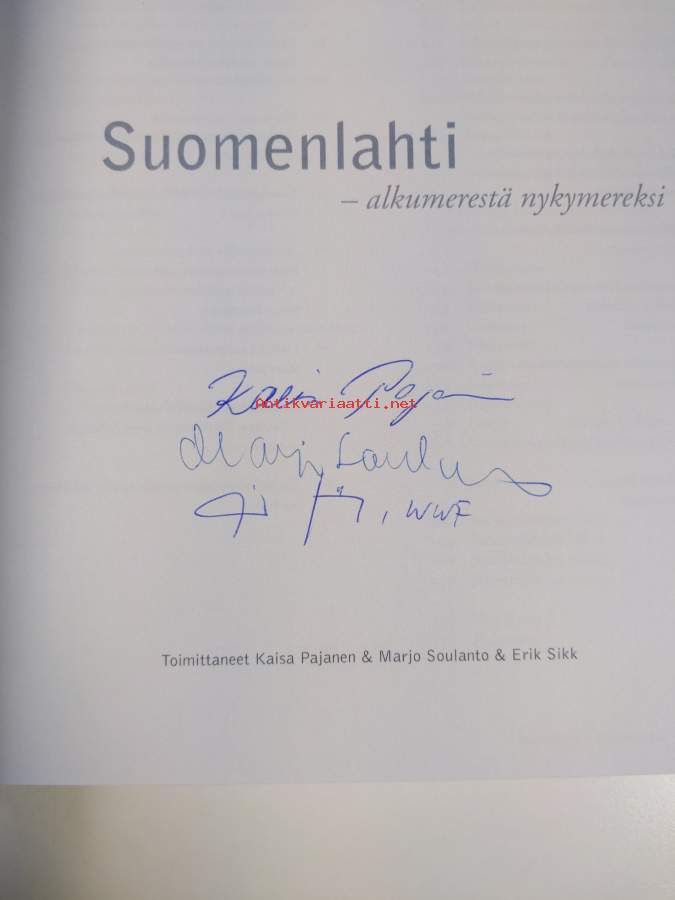 Suomenlahti
– alkumerestä nykymereksi
Kaisa Pajanen
Antikvariaatti.net
Marjo Soulanto
, WWF
Toimittaneet Kaisa Pajanen & Marjo Soulanto & Erik Sikk